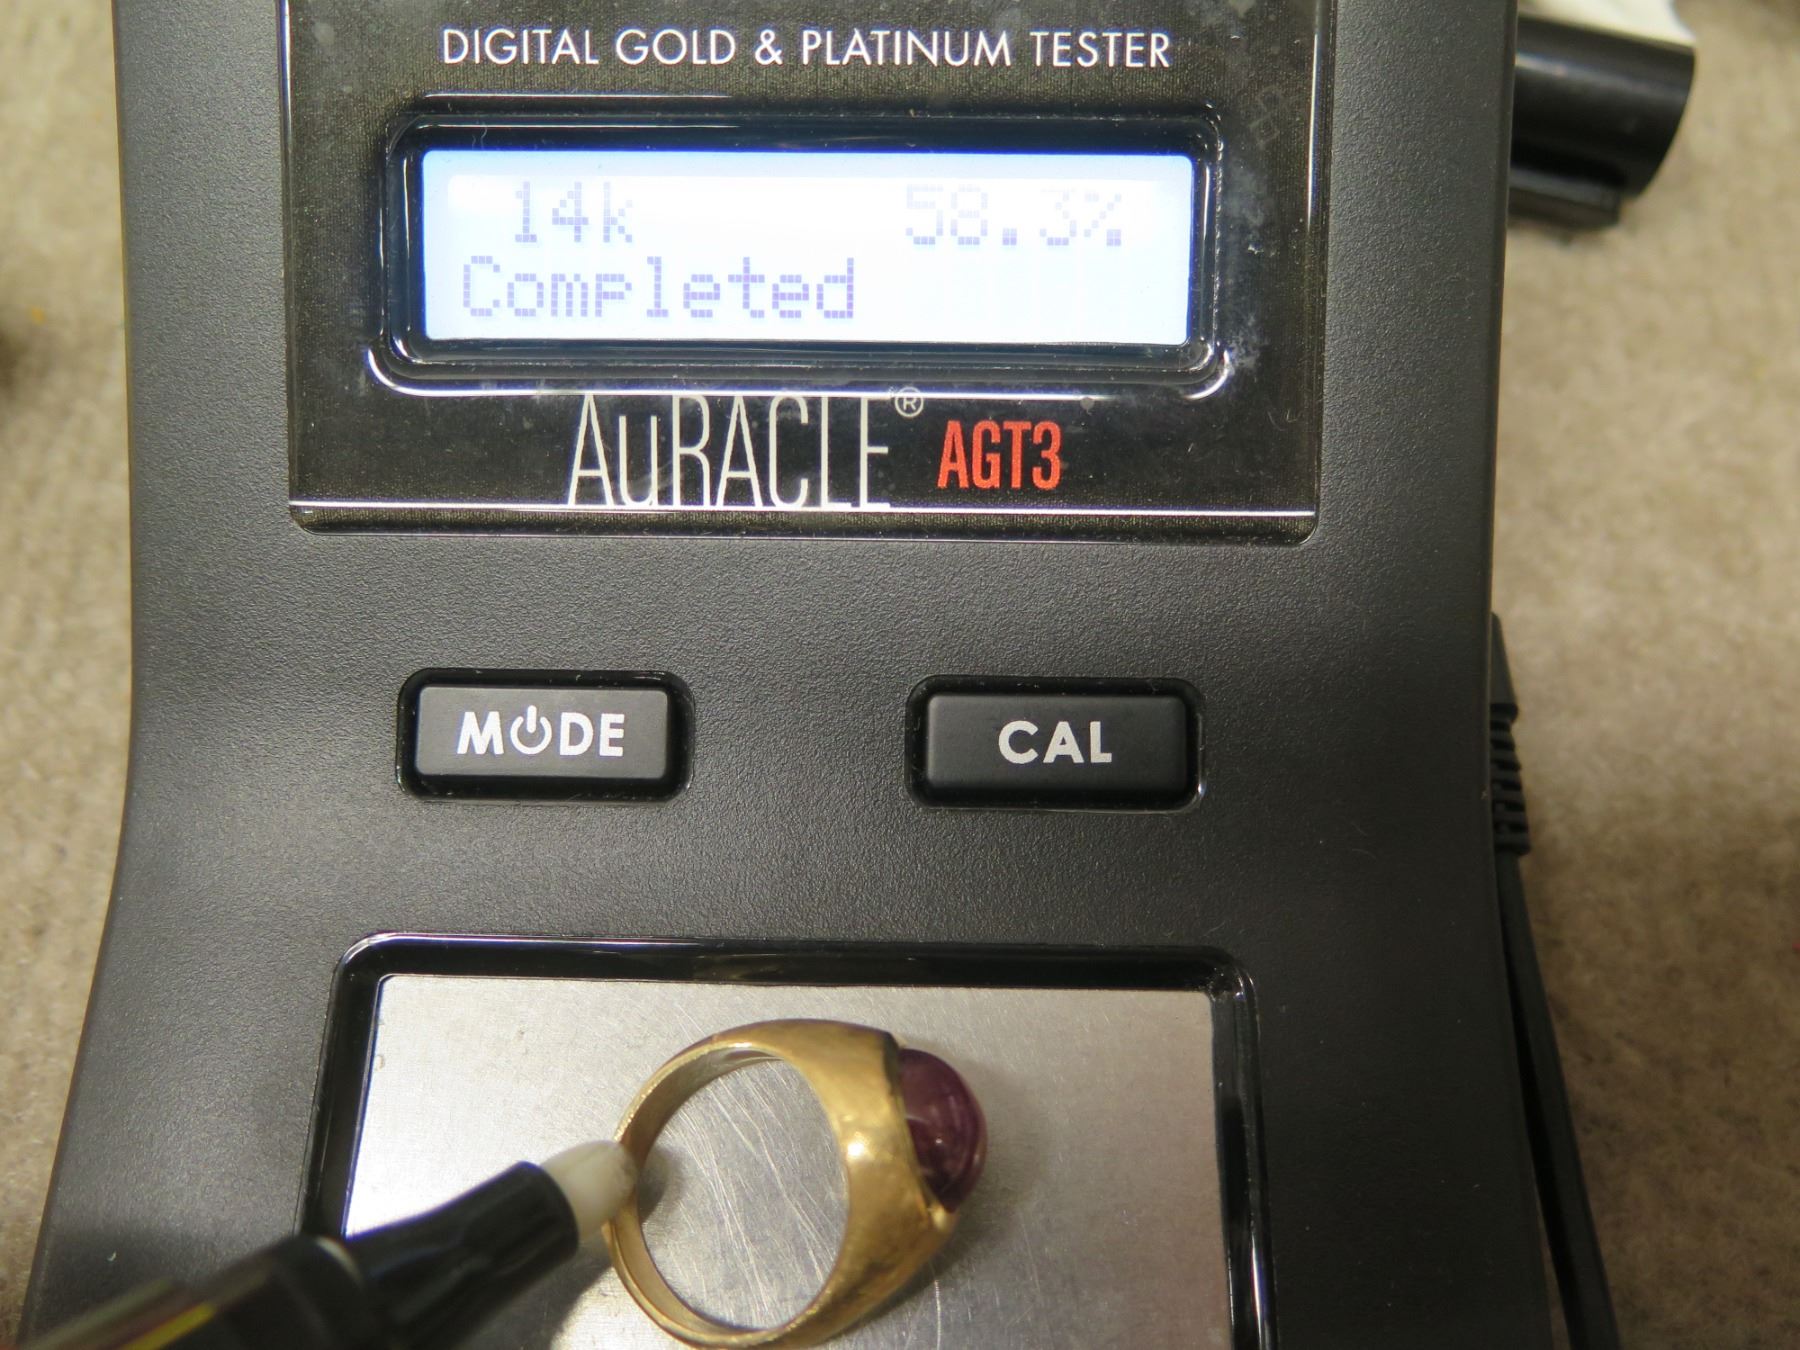 DIGITAL GOLD & PLATINUM TESTER
14k 58.3%
Completed
AuRACLE® AGT3
MODE CAL